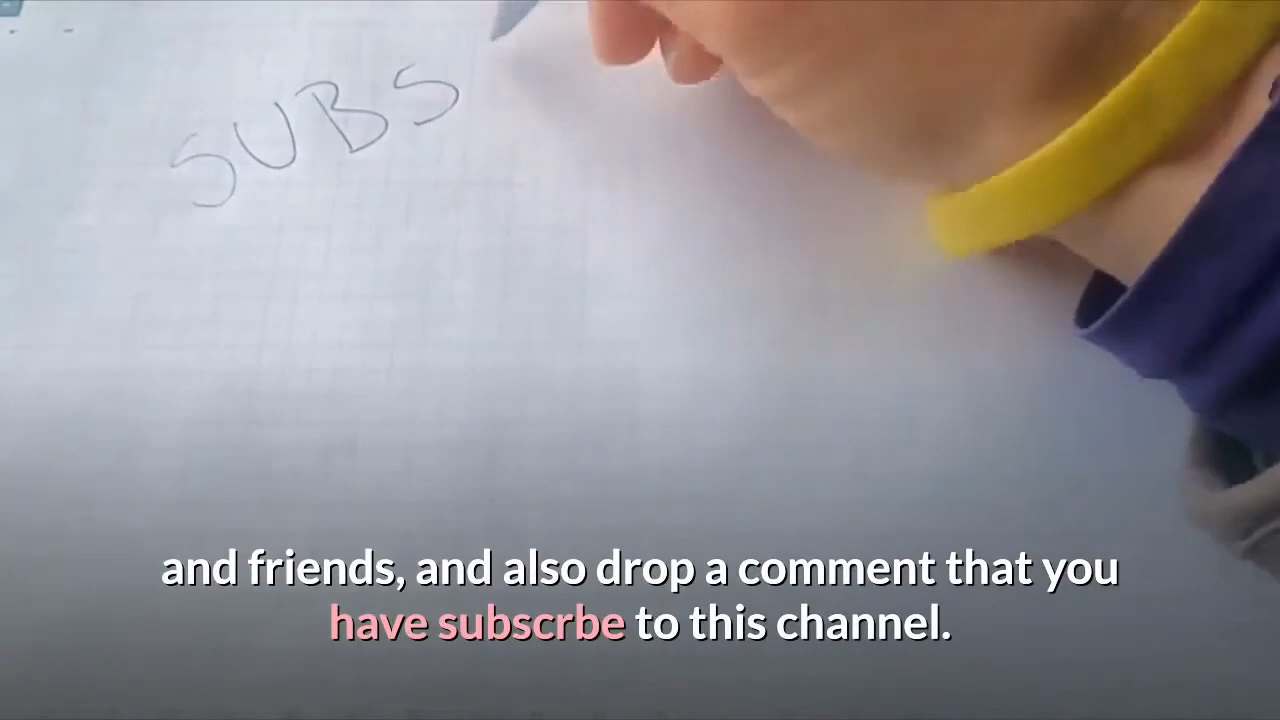 SUBS
and friends, and also drop a comment that you
have subscrbe to this channel.